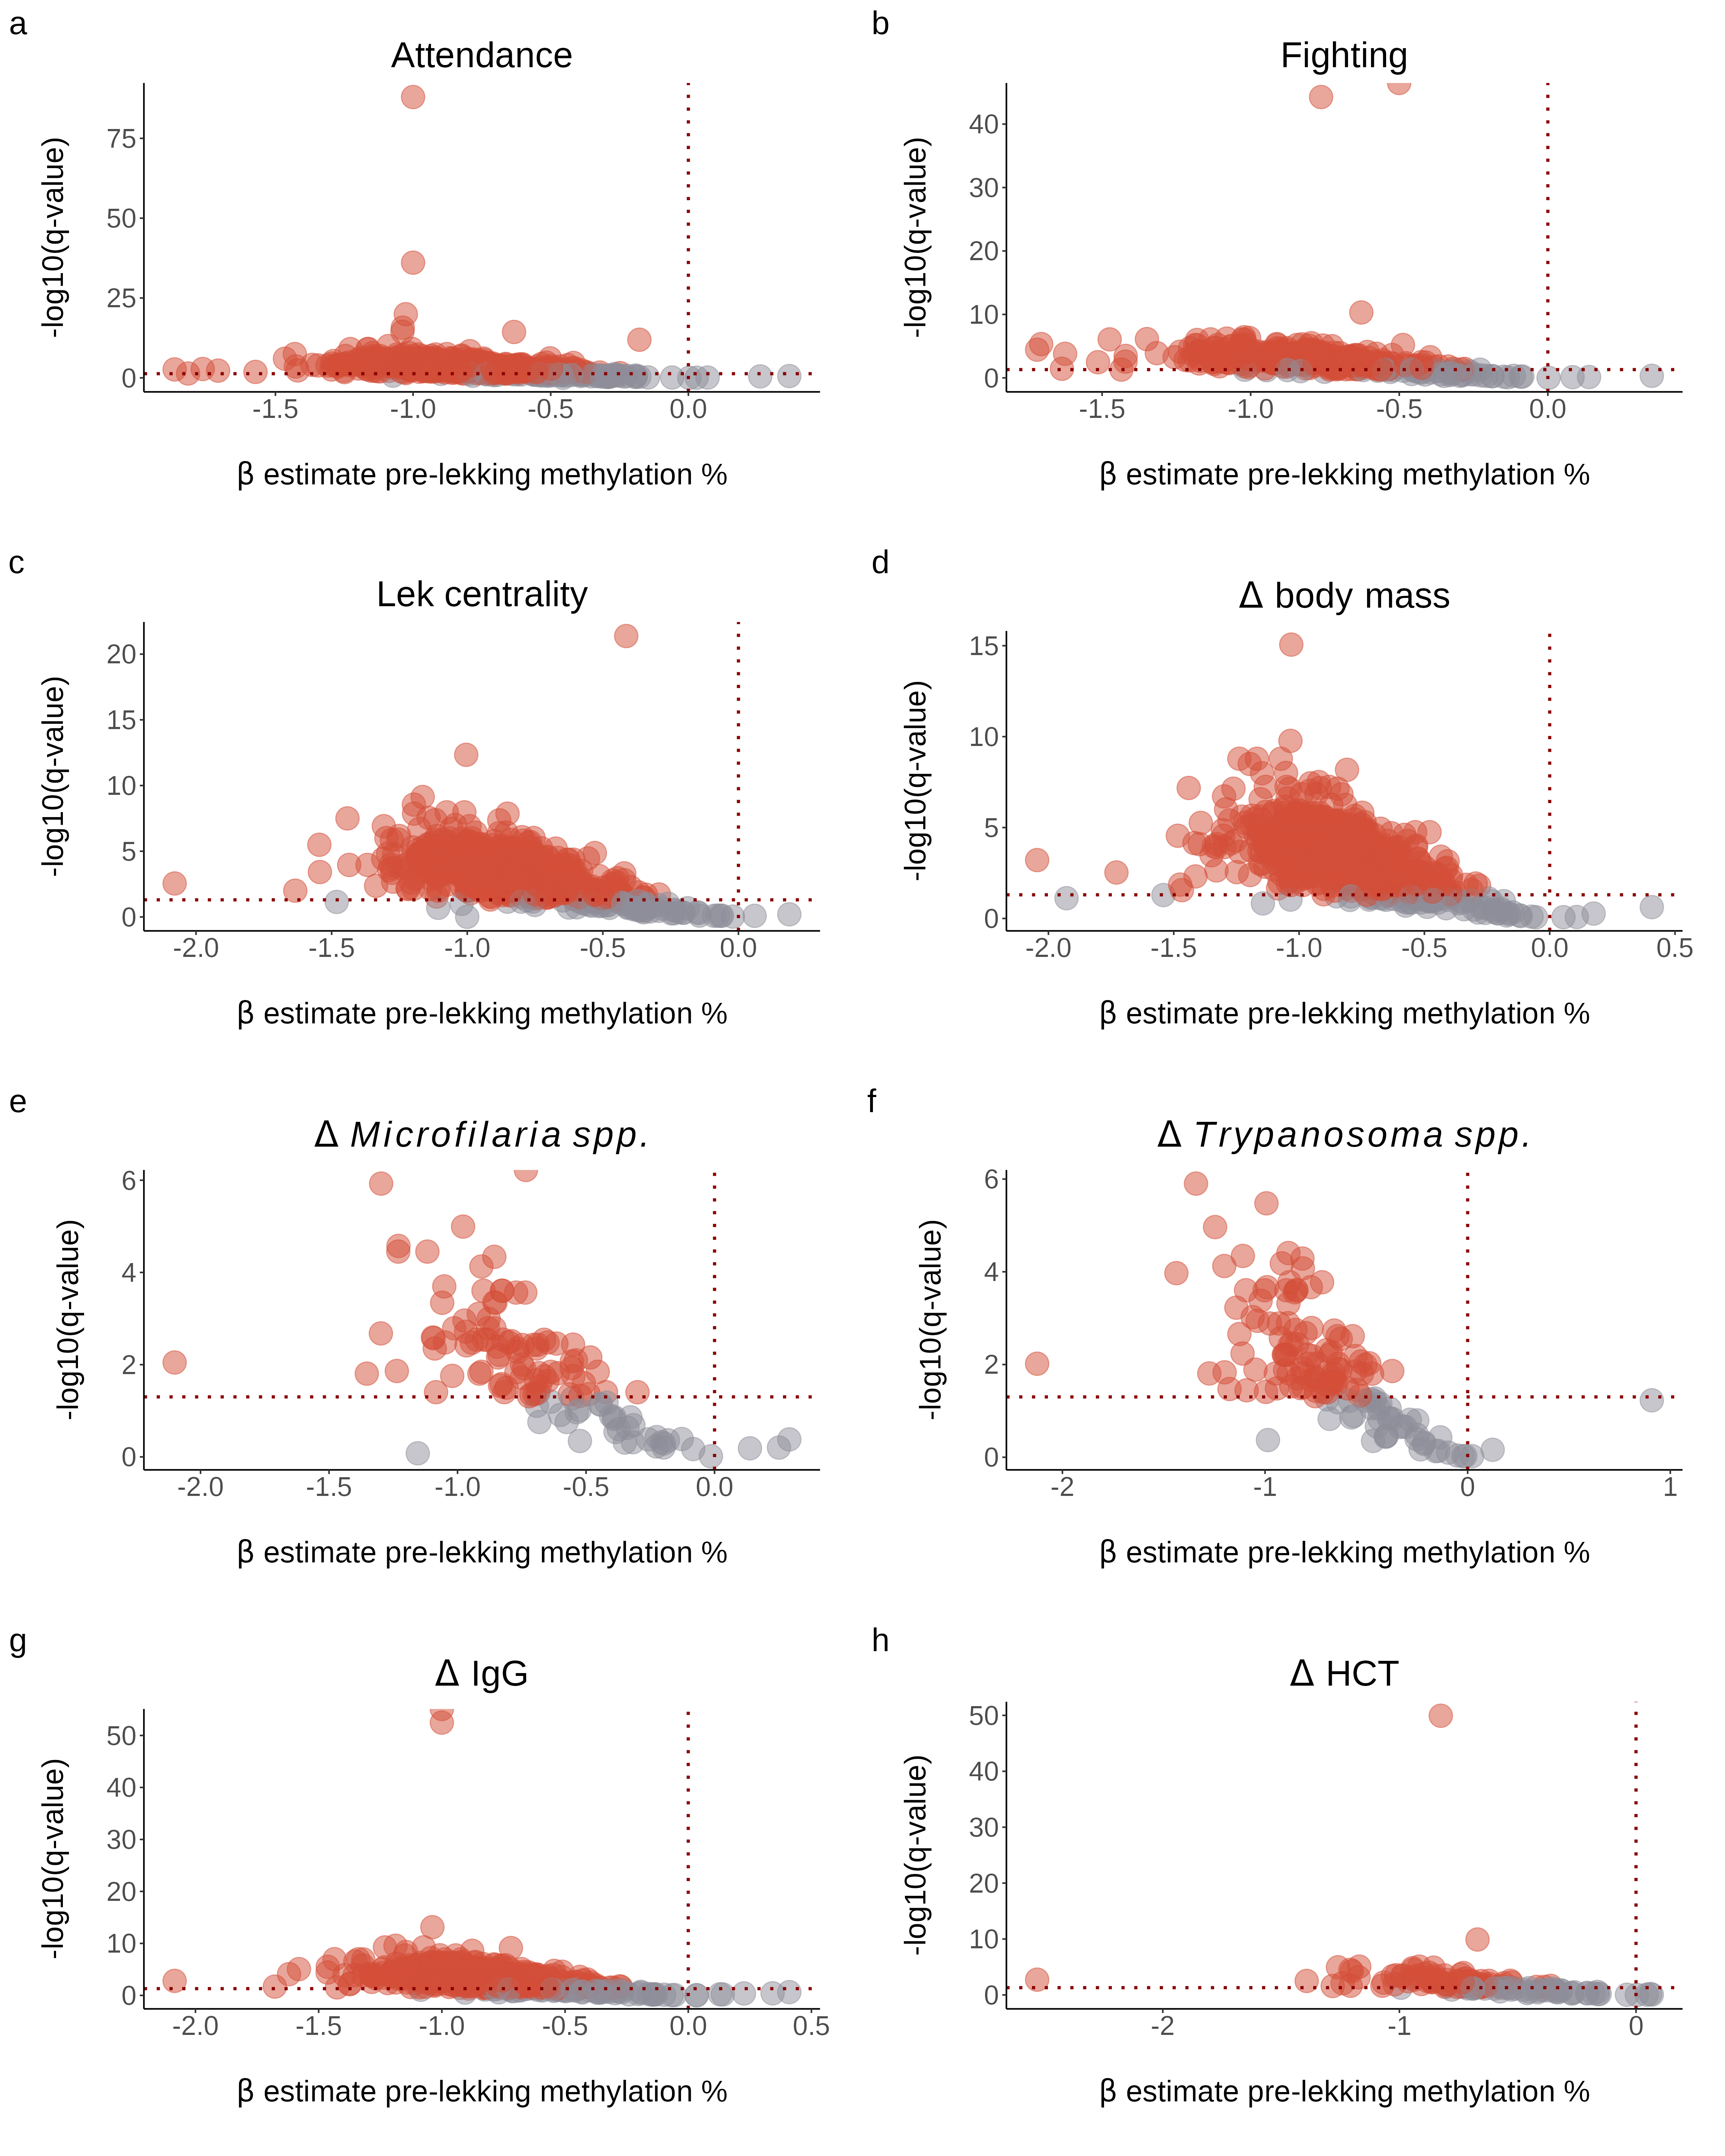 a
Attendance
-log10(q-value)
75
50
25
0
-1.5 -1.0 -0.5 0.0
β estimate pre-lekking methylation %
b
Fighting
-log10(q-value)
40
30
20
10
0
-1.5 -1.0 -0.5 0.0
β estimate pre-lekking methylation %
c
Lek centrality
-log10(q-value)
20
15
10
5
0
-2.0 -1.5 -1.0 -0.5 0.0
β estimate pre-lekking methylation %
d
Δ body mass
-log10(q-value)
15
10
5
0
-2.0 -1.5 -1.0 -0.5 0.0 0.5
β estimate pre-lekking methylation %
e
Δ Microfilaria spp.
-log10(q-value)
6
4
2
0
-2.0 -1.5 -1.0 -0.5 0.0
β estimate pre-lekking methylation %
f
Δ Trypanosoma spp.
-log10(q-value)
6
4
2
0
-2 -1 0 1
β estimate pre-lekking methylation %
g
Δ IgG
-log10(q-value)
50
40
30
20
10
0
-2.0 -1.5 -1.0 -0.5 0.0 0.5
β estimate pre-lekking methylation %
h
Δ HCT
-log10(q-value)
50
40
30
20
10
0
-2 -1 0
β estimate pre-lekking methylation %